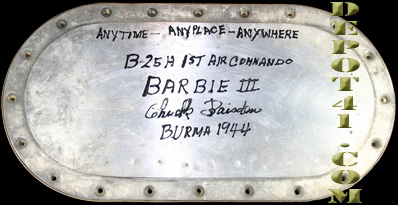 ANYTIME - ANYPLACE - ANYWHERE
B-25H 1ST AIR COMMANDO
BARBIE III
Chuck Baisden
BURMA 1944
DEPOT41.COM